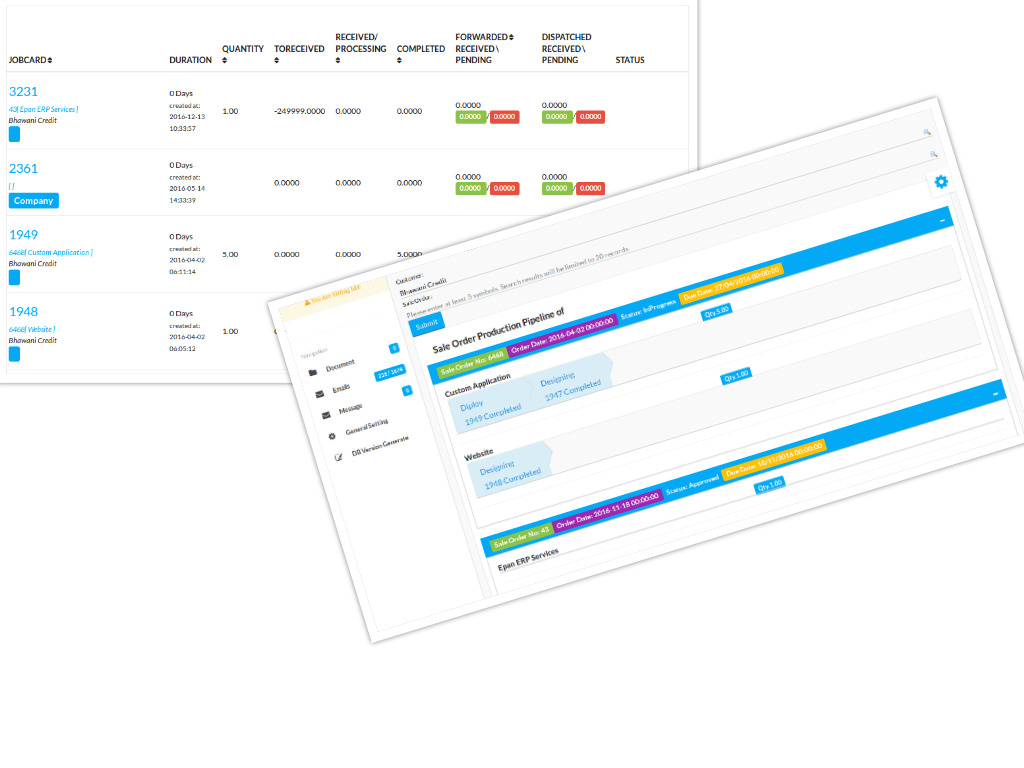 JOBCARD
DURATION
QUANTITY
TORECEIVED
RECEIVED/
PROCESSING
COMPLETED
FORWARDED
RECEIVED \
PENDING
DISPATCHED
RECEIVED \
PENDING
STATUS
3231
43[ Epan ERP Services ]
Bhawani Credit
0 Days
created at:
2016-12-13
10:33:57
1.00
-249999.0000
0.0000
0.0000
0.0000
0.0000 / 0.0000
0.0000
0.0000 / 0.0000
2361
[ ]
Company
0 Days
created at:
2016-05-14
14:33:39
0.0000
0.0000
0.0000
0.0000
0.0000 / 0.0000
0.0000
0.0000 / 0.0000
1949
6468[ Custom Application ]
Bhawani Credit
0 Days
created at:
2016-04-02
06:11:14
5.00
0.0000
0.0000
5.0000
1948
6468[ Website ]
Bhawani Credit
0 Days
created at:
2016-04-02
06:05:12
1.00
Navigation
Document 0
Emails
Message 0
General Setting
DB Version Generate
Customer:
Bhawani Credit
SaleOrder:
Please enter at least 3 symbols. Search results will be limited to 20 records.
Submit
Sale Order Production Pipeline of
Sale Order No: 6468 Order Date: 2016-04-02 00:00:00 Status: InProgress Due Date: 27/04/2016 00:00:00
Custom Application
Qty.5.00
Diploy
1949 Completed
Designing
1947 Completed
Website
Qty.1.00
Designing
1948 Completed
Sale Order No: 43 Order Date: 2016-11-18 00:00:00 Status: Approved Due Date: 18/11/2016 00:00:00
Epan ERP Services
Qty.1.00